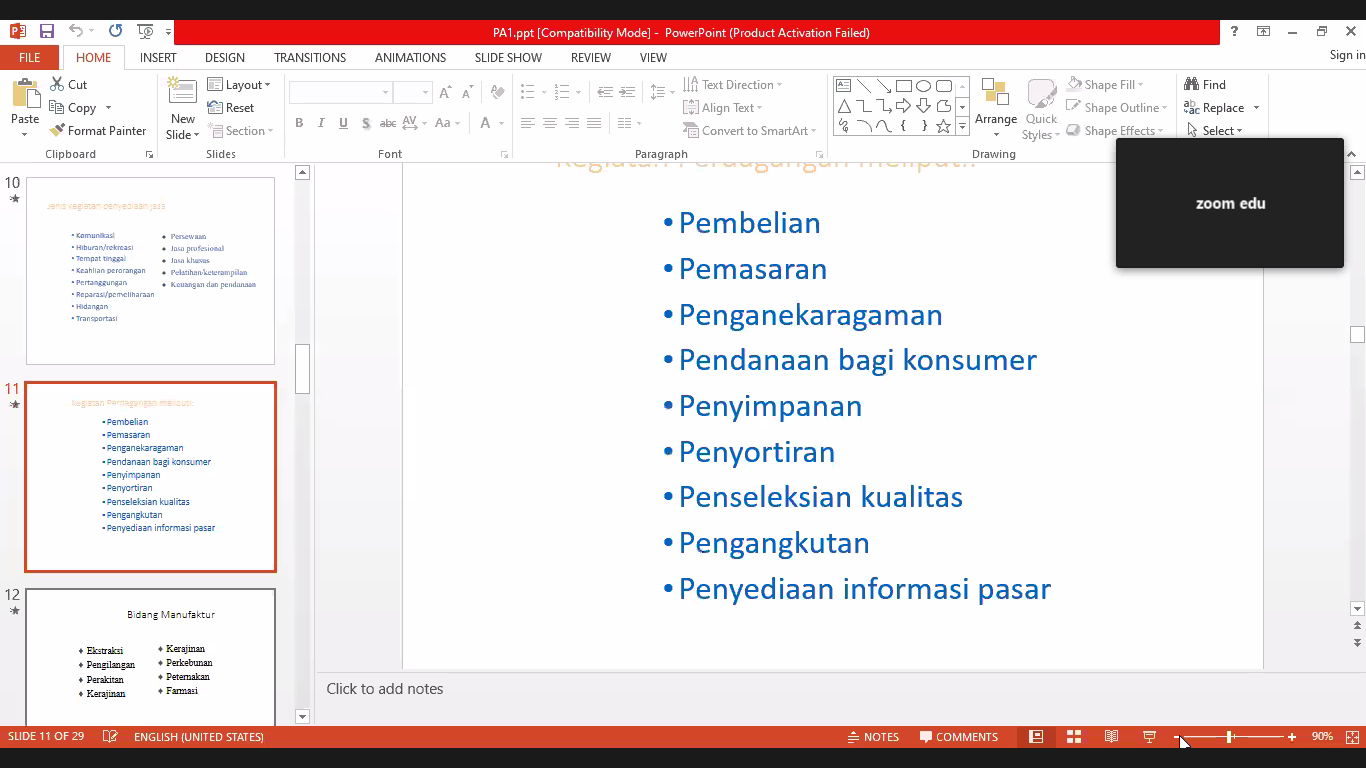 PA1.ppt [Compatibility Mode] - PowerPoint (Product Activation Failed)
FILE HOME INSERT DESIGN TRANSITIONS ANIMATIONS SLIDE SHOW REVIEW VIEW
Sign in
Paste
Cut
Copy
Format Painter
Clipboard
New Slide
Layout
Reset
Section
Slides
B I U S abc AV Aa A
Font
Text Direction
Align Text
Convert to SmartArt
Paragraph
Arrange
Quick Styles
Shape Fill
Shape Outline
Shape Effects
Drawing
Find
Replace
Select
zoom edu
10
Jenis kegiatan penyediaan jasa
• Komunikasi
• Hiburan/rekreasi
• Tempat tinggal
• Keahlian perorangan
• Pertanggungan
• Reparasi/pemeliharaan
• Hidangan
• Transportasi
• Persewaan
• Jasa profesional
• Jasa khusus
• Pelatihan/keterampilan
• Keuangan dan pendanaan
11
Kegiatan Perdagangan meliputi:
• Pembelian
• Pemasaran
• Penganekaragaman
• Pendanaan bagi konsumer
• Penyimpanan
• Penyortiran
• Penseleksian kualitas
• Pengangkutan
• Penyediaan informasi pasar
12
Bidang Manufaktur
♦ Ekstraksi
♦ Pengilangan
♦ Perakitan
♦ Kerajinan
♦ Kerajinan
♦ Perkebunan
♦ Peternakan
♦ Farmasi
Kegiatan Perdagangan meliputi:
• Pembelian
• Pemasaran
• Penganekaragaman
• Pendanaan bagi konsumer
• Penyimpanan
• Penyortiran
• Penseleksian kualitas
• Pengangkutan
• Penyediaan informasi pasar
Click to add notes
SLIDE 11 OF 29 ENGLISH (UNITED STATES) NOTES COMMENTS 90%